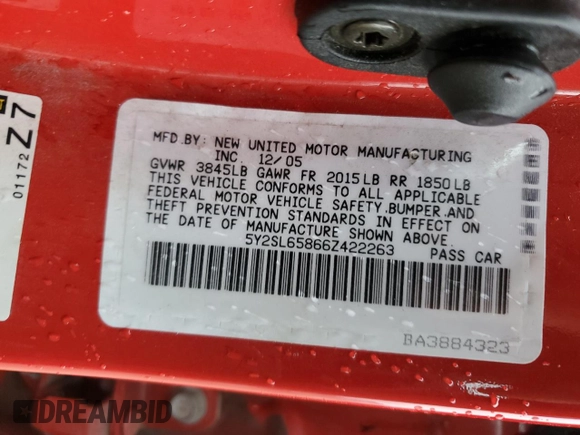 MFD.BY: NEW UNITED MOTOR MANUFACTURING
INC. 12/05
GVWR 3845LB GAWR FR 2015LB RR 1850LB
THIS VEHICLE CONFORMS TO ALL APPLICABLE
FEDERAL MOTOR VEHICLE SAFETY,BUMPER,AND
THEFT PREVENTION STANDARDS IN EFFECT ON
THE DATE OF MANUFACTURE SHOWN ABOVE.
5Y2SL65866Z422263 PASS CAR
BA3884323
Z7
01172
DREAMBID